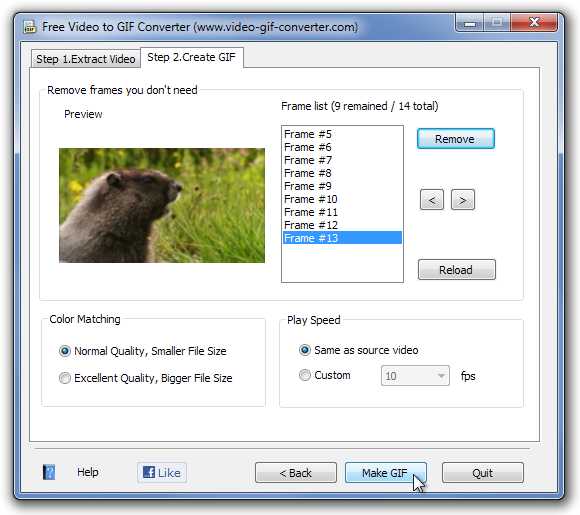 Free Video to GIF Converter (www.video-gif-converter.com)
Step 1.Extract Video
Step 2.Create GIF
Remove frames you don't need
Preview
Frame list (9 remained / 14 total)
Frame #5
Frame #6
Frame #7
Frame #8
Frame #9
Frame #10
Frame #11
Frame #12
Frame #13
Remove
<
>
Reload
Color Matching
Normal Quality, Smaller File Size
Excellent Quality, Bigger File Size
Play Speed
Same as source video
Custom
10
fps
Help
Like
< Back
Make GIF
Quit